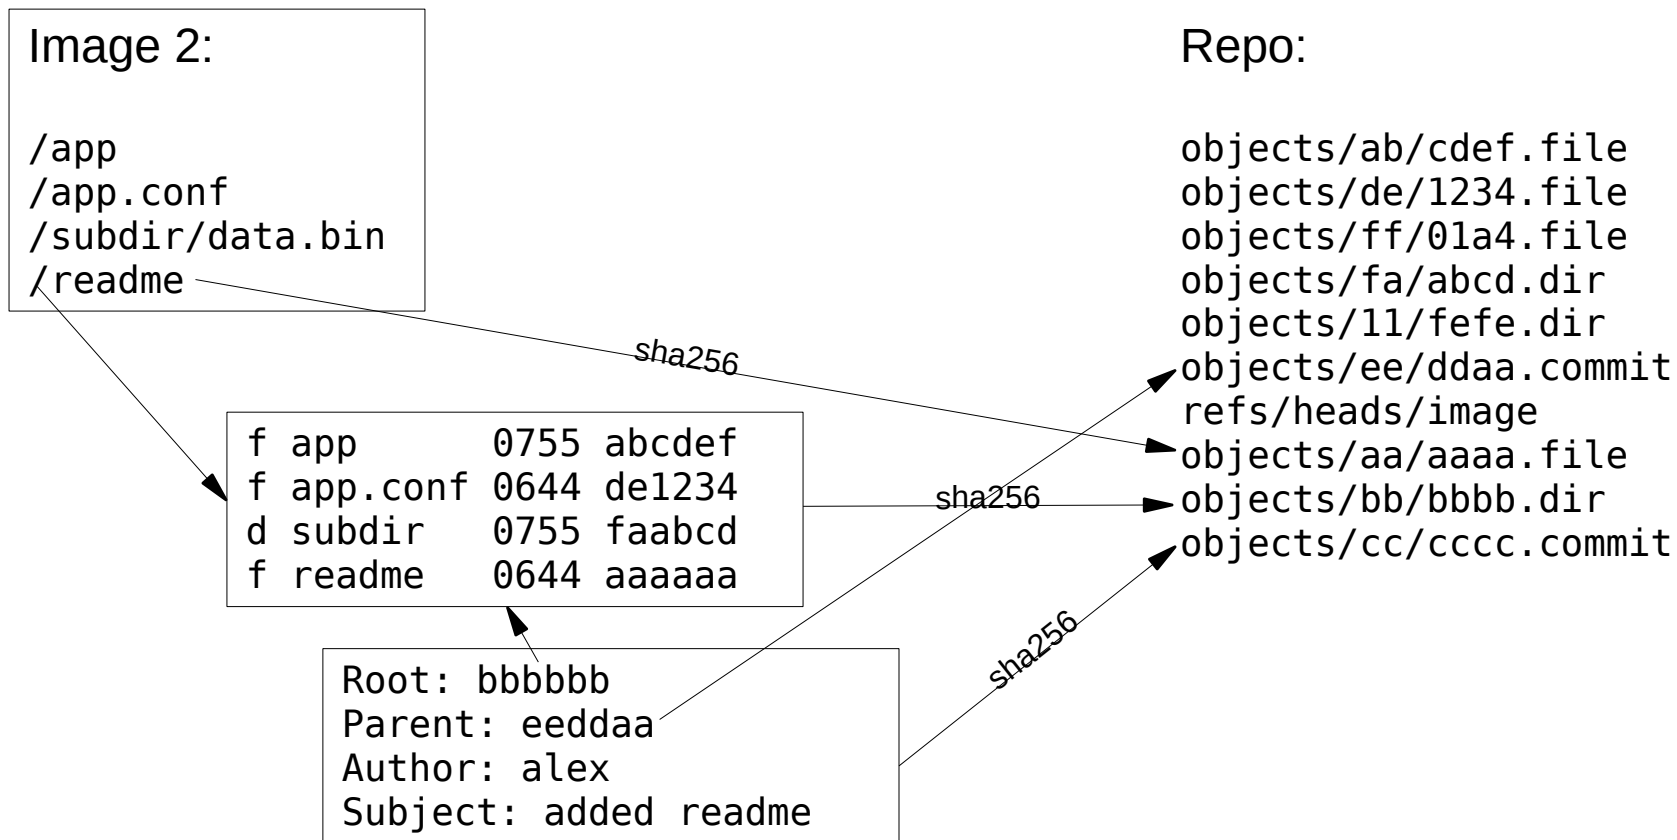 Image 2:
/app
/app.conf
/subdir/data.bin
/readme
Repo:
objects/ab/cdef.file
objects/de/1234.file
objects/ff/01a4.file
objects/fa/abcd.dir
objects/11/fefe.dir
objects/ee/ddaa.commit
refs/heads/image
objects/aa/aaaa.file
objects/bb/bbbb.dir
objects/cc/cccc.commit
sha256
f app 0755 abcdef
f app.conf 0644 de1234
d subdir 0755 faabcd
f readme 0644 aaaaaa
sha256
sha256
Root: bbbbbb
Parent: eeddaa
Author: alex
Subject: added readme